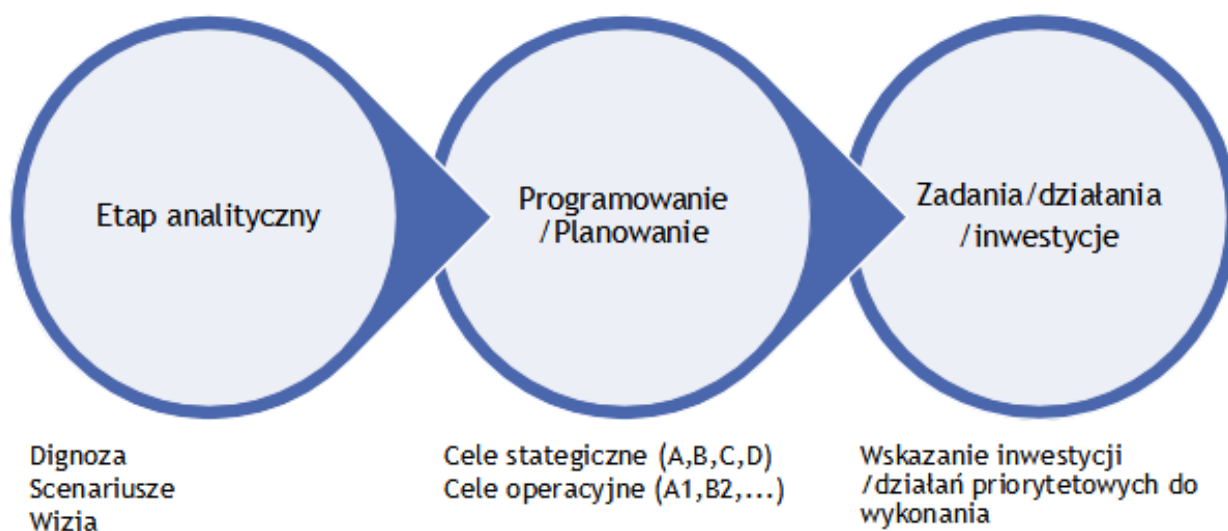 Etap analityczny
Programowanie
/Planowanie
Zadania/działania
/inwestycje
Dignoza
Scenariusze
Wizja
Cele stategiczne (A,B,C,D)
Cele operacyjne (A1,B2,...)
Wskazanie inwestycji
/działań priorytetowych do
wykonania